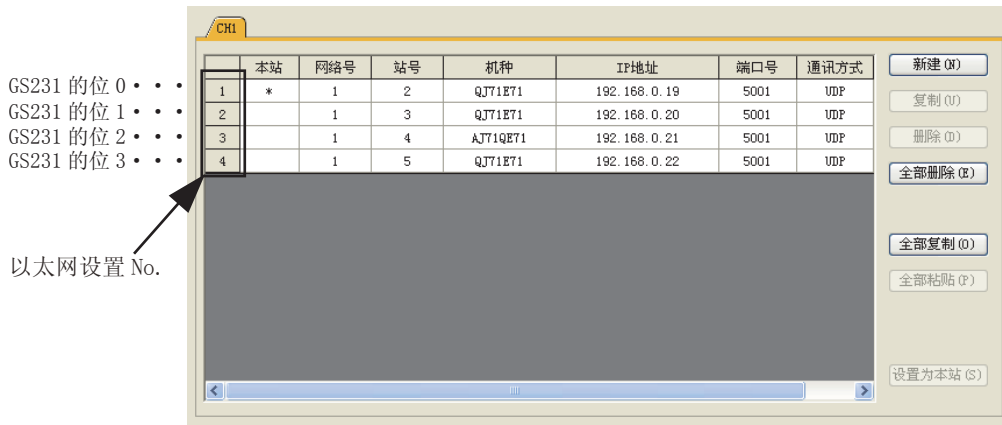 CH1
本站 网络号 站号 机种 IP地址 端口号 通讯方式
GS231 的位 0・・・ 1 * 1 2 QJ71E71 192.168.0.19 5001 UDP
GS231 的位 1・・・ 2 1 3 QJ71E71 192.168.0.20 5001 UDP
GS231 的位 2・・・ 3 1 4 AJ71QE71 192.168.0.21 5001 UDP
GS231 的位 3・・・ 4 1 5 QJ71E71 192.168.0.22 5001 UDP
以太网设置 No.
新建(N)
复制(V)
删除(D)
全部删除(E)
全部复制(O)
全部粘贴(P)
设置为本站(S)